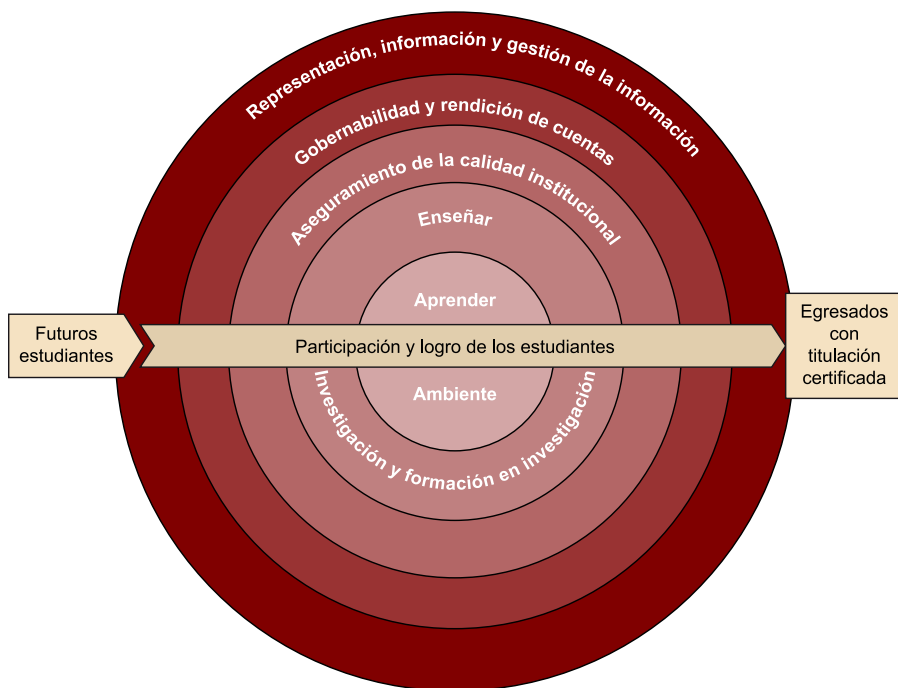 Representación, información y gestión de la información
Gobernabilidad y rendición de cuentas
Aseguramiento de la calidad institucional
Enseñar
Aprender
Futuros
estudiantes
Participación y logro de los estudiantes
Egresados
con
titulación
certificada
Ambiente
Investigación y formación en investigación